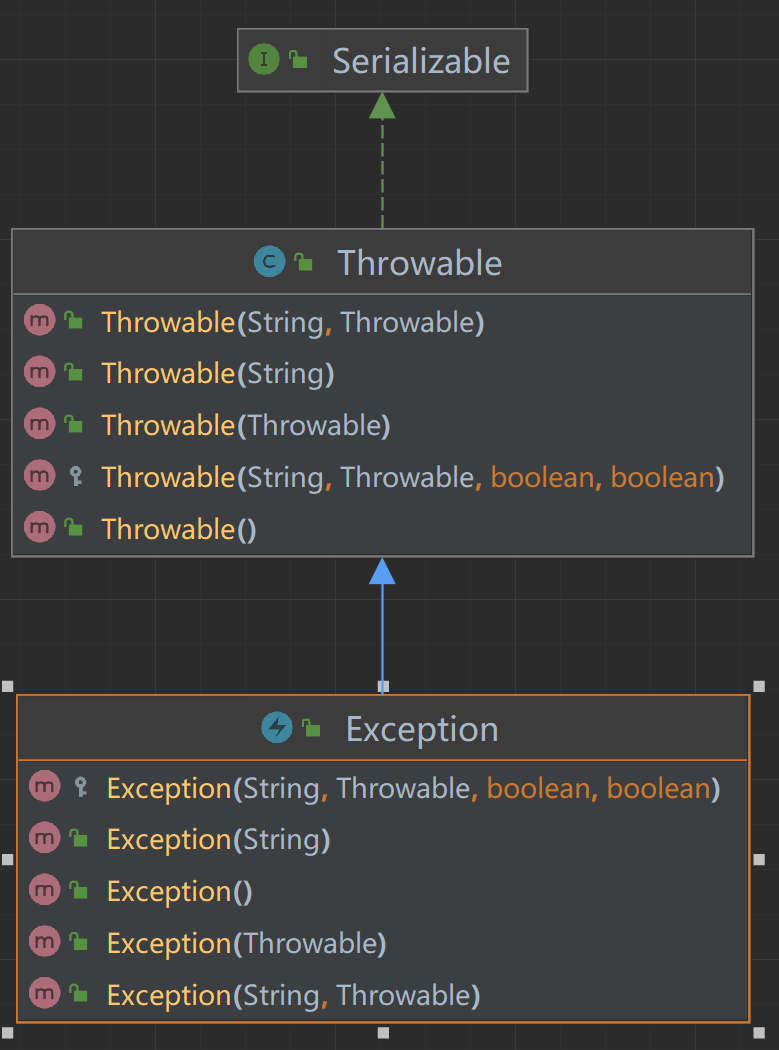 I Serializable
C Throwable
m Throwable(String, Throwable)
m Throwable(String)
m Throwable(Throwable)
m Throwable(String, Throwable, boolean, boolean)
m Throwable()
Exception
m Exception(String, Throwable, boolean, boolean)
m Exception(String)
m Exception()
m Exception(Throwable)
m Exception(String, Throwable)